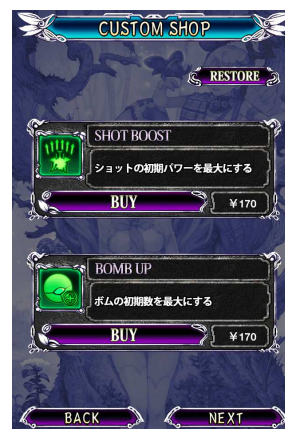 CUSTOM SHOP
RESTORE
SHOT BOOST
ショットの初期パワーを最大にする
BUY
￥170
BOMB UP
ボムの初期数を最大にする
BUY
￥170
BACK
NEXT